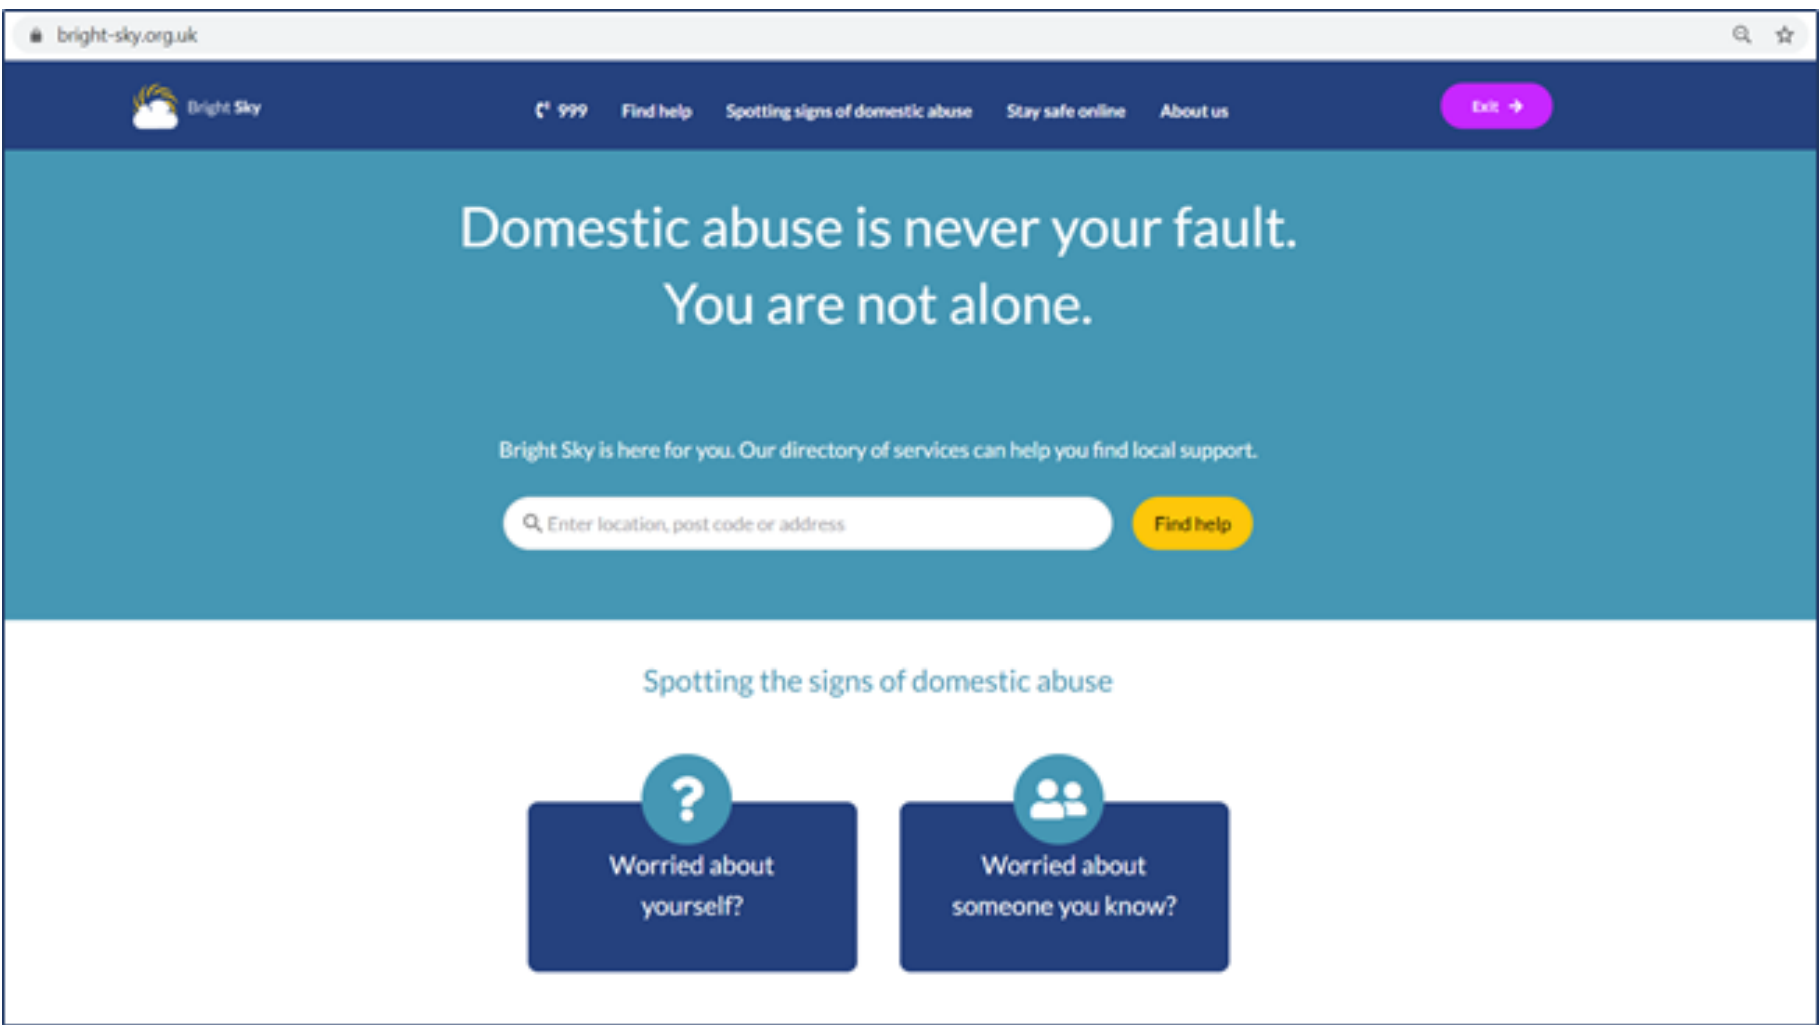 bright-sky.org.uk
Bright Sky
999
Find help
Spotting signs of domestic abuse
Stay safe online
About us
Exit
Domestic abuse is never your fault.
You are not alone.
Bright Sky is here for you. Our directory of services can help you find local support.
Enter location, post code or address
Find help
Spotting the signs of domestic abuse
Worried about
yourself?
Worried about
someone you know?